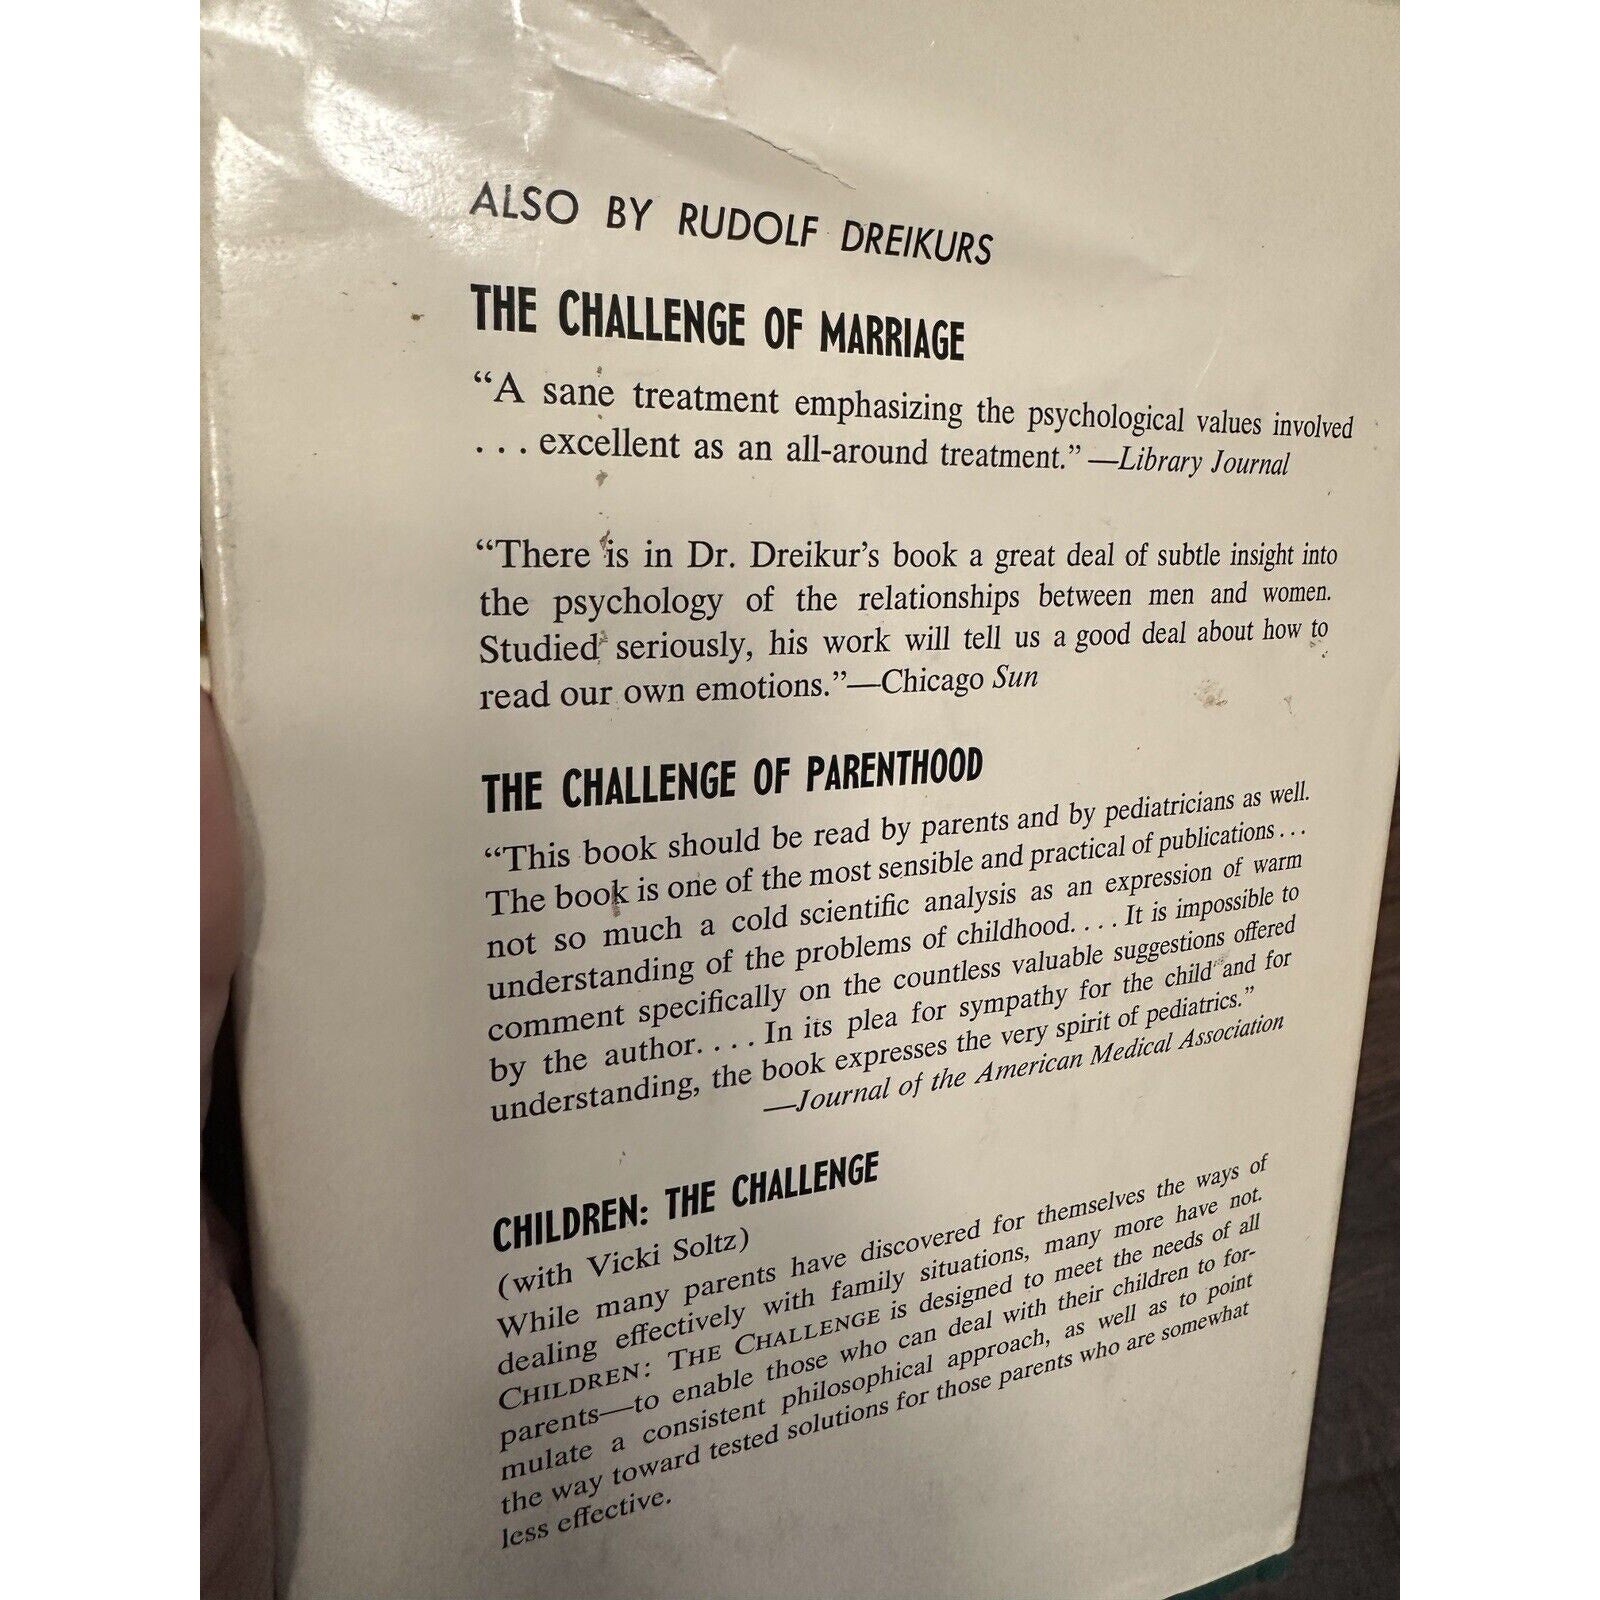 ALSO BY RUDOLF DREIKURS
THE CHALLENGE OF MARRIAGE
“A sane treatment emphasizing the psychological values involved
. . . excellent as an all-around treatment.” —Library Journal
“There is in Dr. Dreikur’s book a great deal of subtle insight into
the psychology of the relationships between men and women.
Studied seriously, his work will tell us a good deal about how to
read our own emotions.”—Chicago Sun
THE CHALLENGE OF PARENTHOOD
“This book should be read by parents and by pediatricians as well.
The book is one of the most sensible and practical of publications . . .
not so much a cold scientific analysis as an expression of warm
understanding of the problems of childhood. . . . It is impossible to
comment specifically on the countless valuable suggestions offered
by the author. . . . In its plea for sympathy for the child and for
understanding, the book expresses the very spirit of pediatrics.”
—Journal of the American Medical Association
CHILDREN: THE CHALLENGE
(with Vicki Soltz)
While many parents have discovered for themselves the ways of
dealing effectively with family situations, many more have not.
CHILDREN: THE CHALLENGE is designed to meet the needs of all
parents—to enable those who can deal with their children to for-
mulate a consistent philosophical approach, as well as to point
the way toward tested solutions for those parents who are somewhat
less effective.